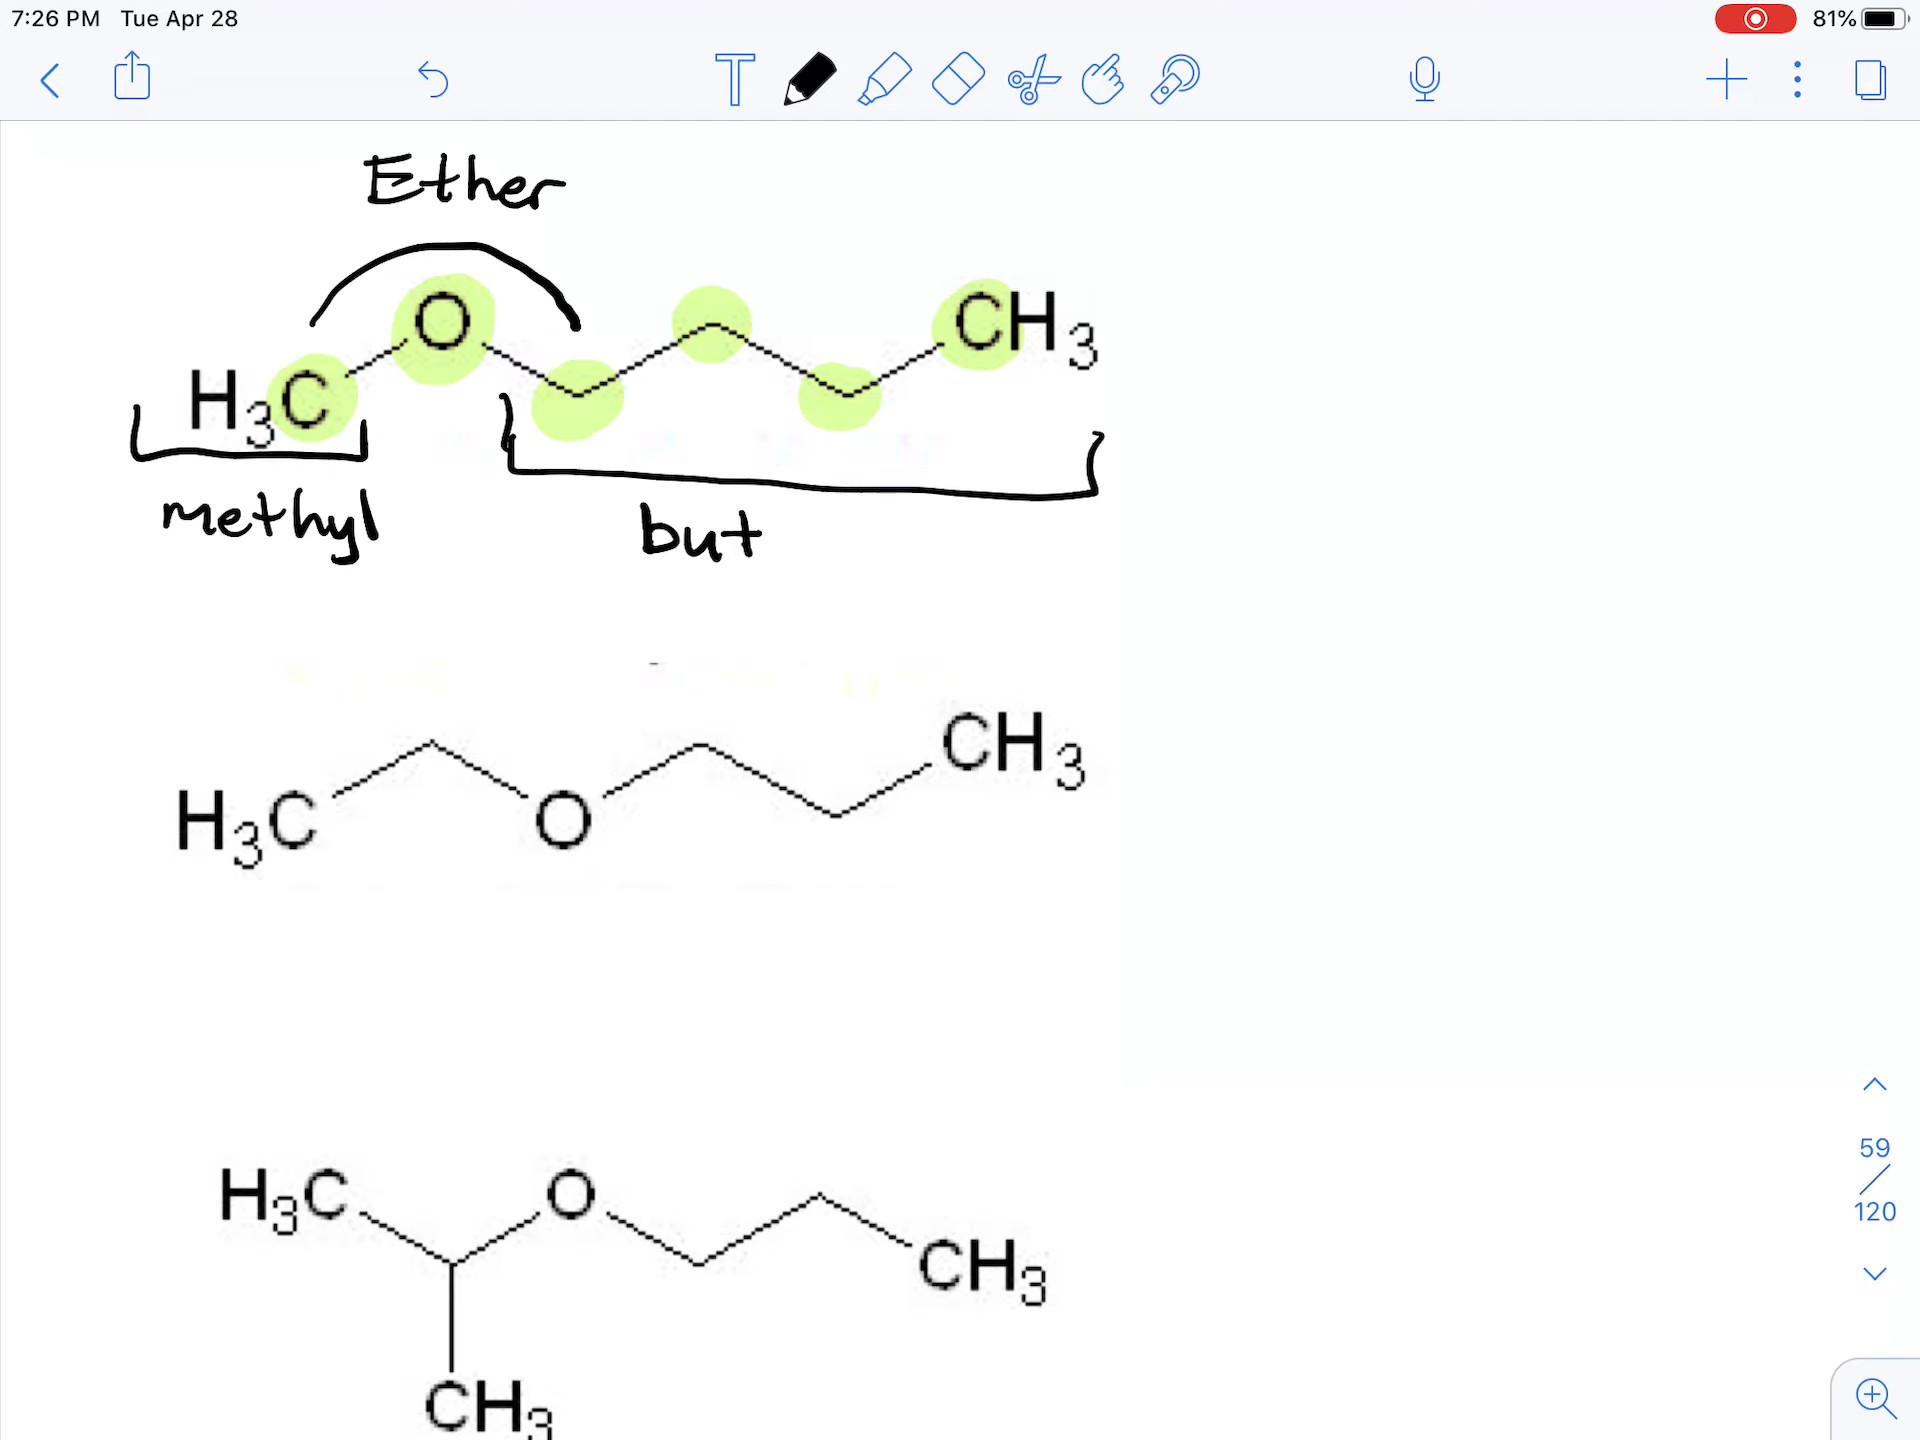 7:26 PM Tue Apr 28
81%
T
Ether
O
CH3
H3C
methyl
but
CH3
H3C
O
59
120
H3C
O
CH3
CH3